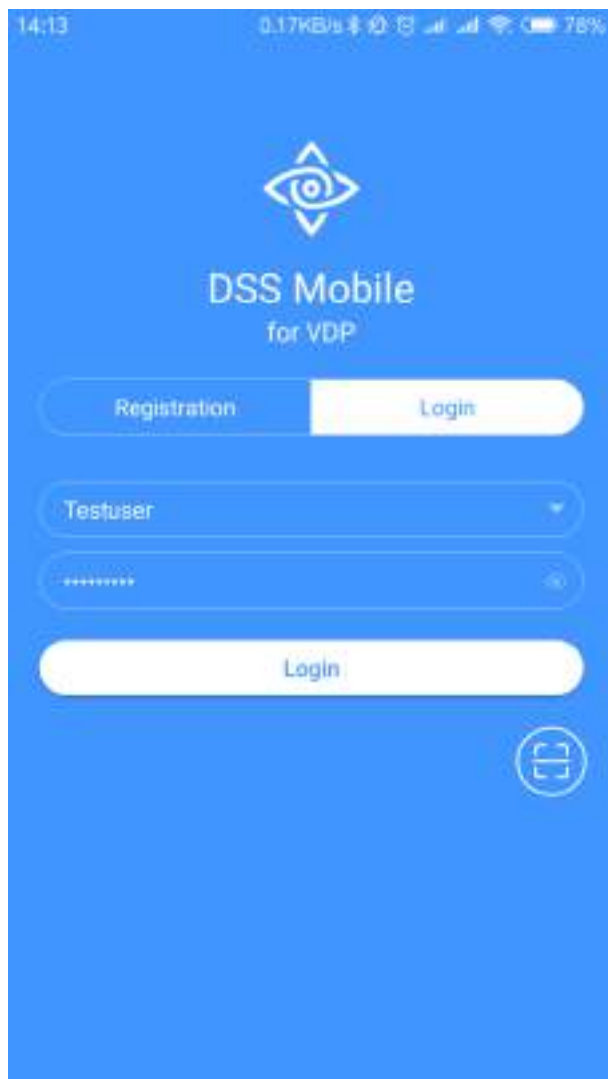 14:13 0.17KB/s 78%
DSS Mobile
for VDP
Registration Login
Testuser
•••••••••
Login